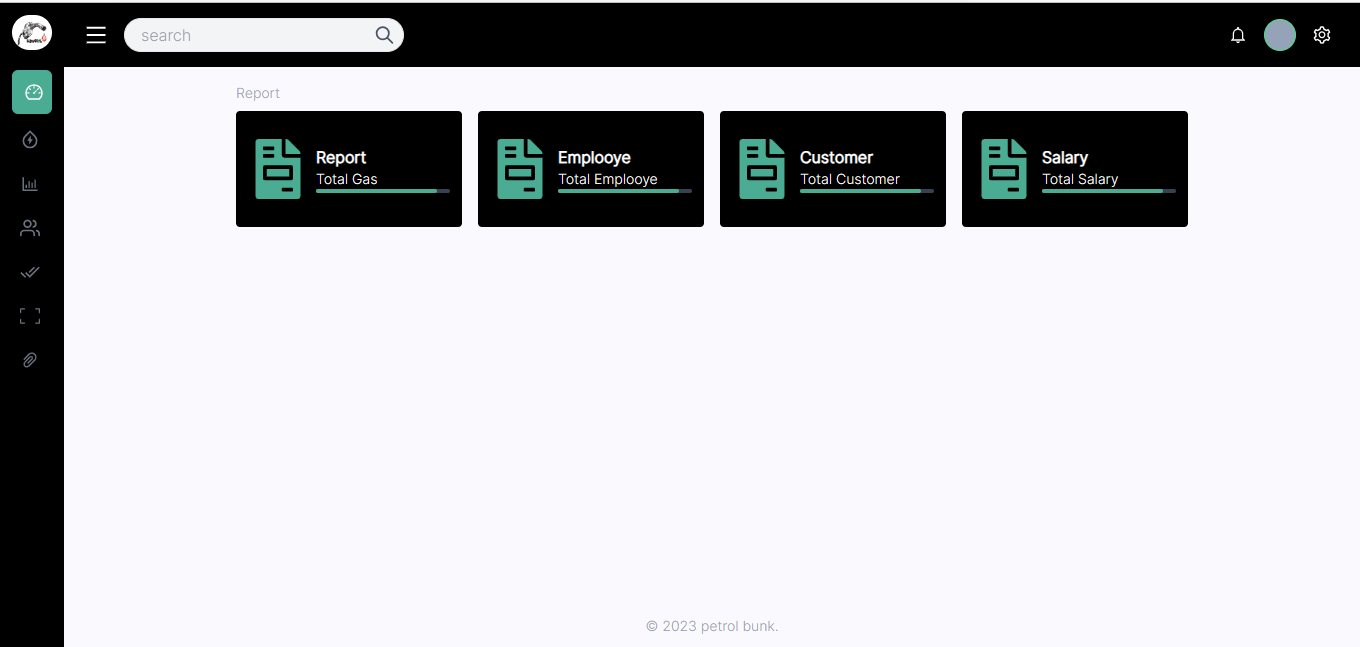 search
Report
Report
Total Gas
Emplooye
Total Emplooye
Customer
Total Customer
Salary
Total Salary
© 2023 petrol bunk.